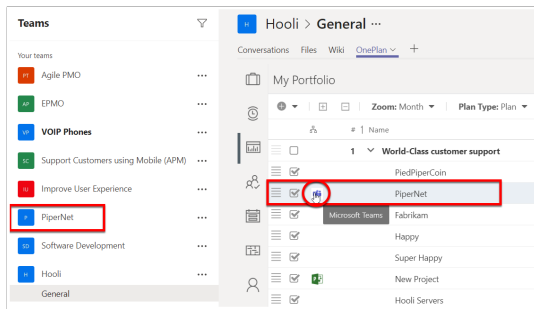 Teams
Your teams
PT Agile PMO ...
AP EPMO ...
VP VOIP Phones ...
SC Support Customers using Mobile (APM) ...
IU Improve User Experience ...
P PiperNet ...
SD Software Development ...
H Hooli ...
General
H Hooli > General ...
Conversations Files Wiki OnePlan +
My Portfolio
Zoom: Month Plan Type: Plan
# Name
1 World-Class customer support
PiedPiperCoin
PiperNet
Microsoft Teams Fabrikam
Happy
Super Happy
New Project
Hooli Servers